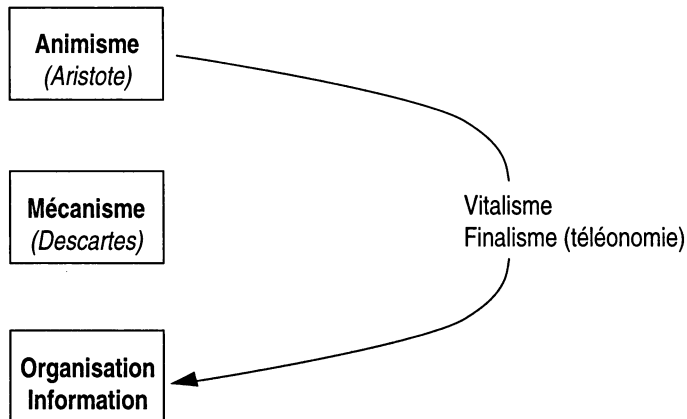 Animisme
(Aristote)
Mécanisme
(Descartes)
Vitalisme
Finalisme (téléonomie)
Organisation
Information